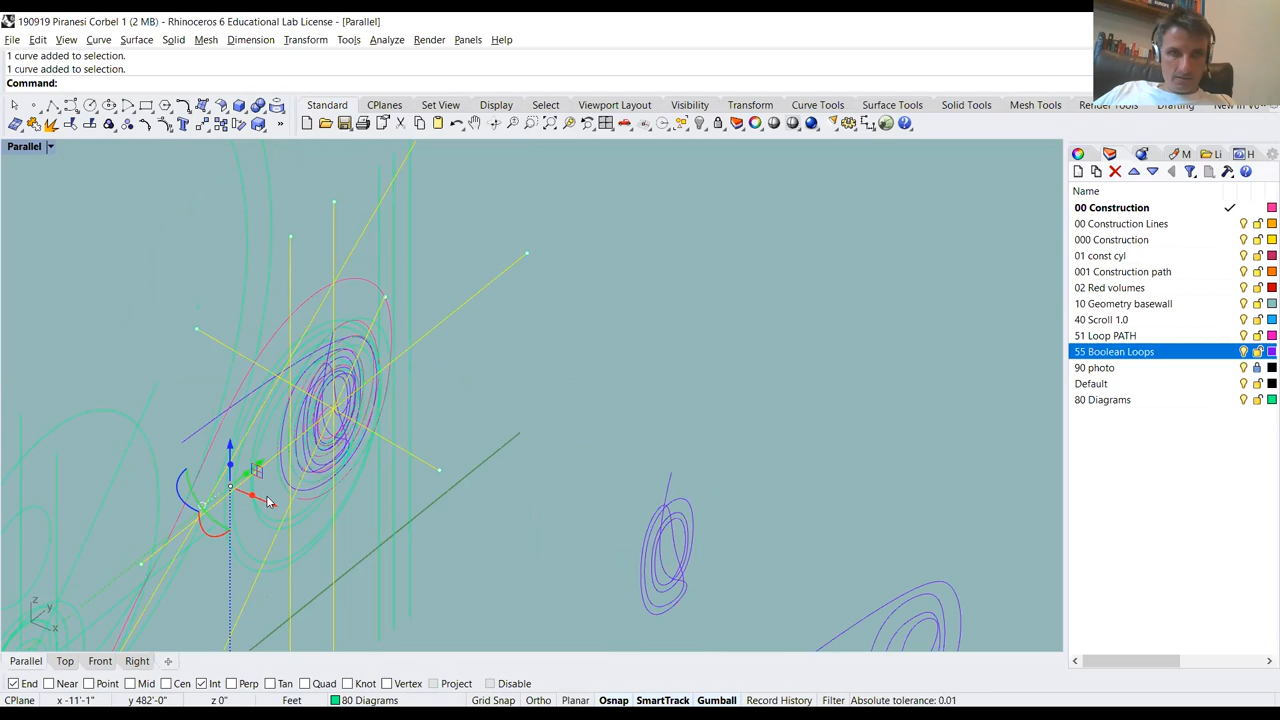 190919 Piranesi Corbel 1 (2 MB) - Rhinoceros 6 Educational Lab License - [Parallel]
File Edit View Curve Surface Solid Mesh Dimension Transform Tools Analyze Render Panels Help
1 curve added to selection.
1 curve added to selection.
Command:
Standard CPlanes Set View Display Select Viewport Layout Visibility Transform Curve Tools Surface Tools Solid Tools Mesh Tools
Parallel
M Li H
Name
00 Construction
00 Construction Lines
000 Construction
01 const cyl
001 Construction path
02 Red volumes
10 Geometry basewall
40 Scroll 1.0
51 Loop PATH
55 Boolean Loops
90 photo
Default
80 Diagrams
z
y
x
Parallel Top Front Right
End Near Point Mid Cen Int Perp Tan Quad Knot Vertex Project Disable
CPlane x -11'-1" y 482'-0" z 0" Feet 80 Diagrams Grid Snap Ortho Planar Osnap SmartTrack Gumball Record History Filter Absolute tolerance: 0.01